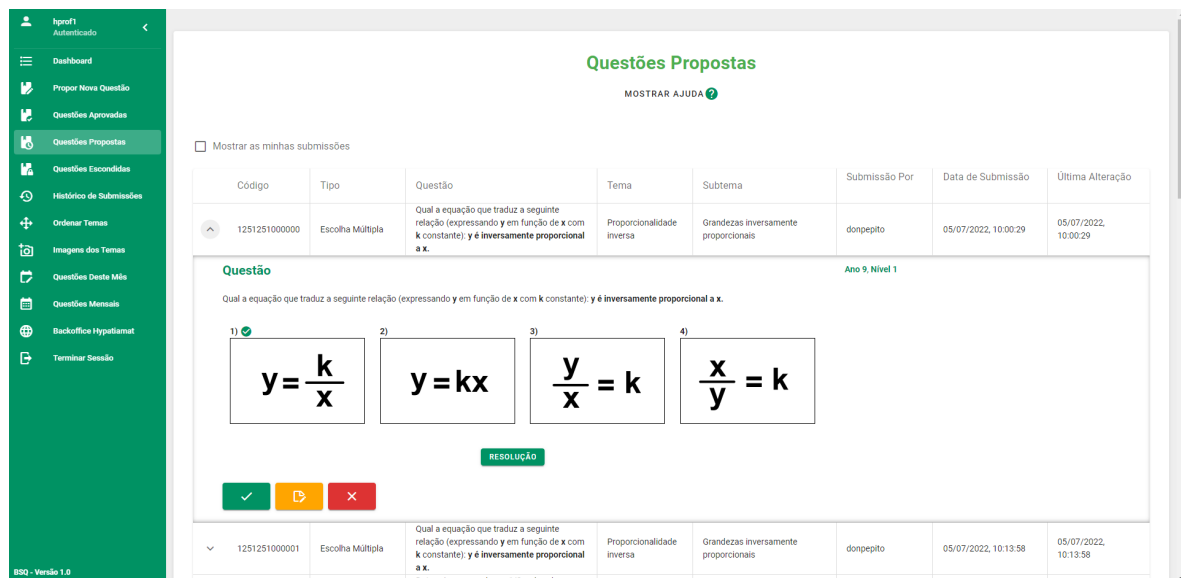 hprof1
Autenticado
Dashboard
Propor Nova Questão
Questões Aprovadas
Questões Propostas
Questões Escondidas
Histórico de Submissões
Ordenar Temas
Imagens dos Temas
Questões Deste Mês
Questões Mensais
Backoffice Hypatiamat
Terminar Sessão
BSQ - Versão 1.0
Questões Propostas
MOSTRAR AJUDA ?
Mostrar as minhas submissões
Código Tipo Questão Tema Subtema Submissão Por Data de Submissão Última Alteração
1251251000000 Escolha Múltipla
Qual a equação que traduz a seguinte
relação (expressando y em função de x com
k constante): y é inversamente proporcional
a x.
Proporcionalidade
inversa
Grandezas inversamente
proporcionais
donpepito
05/07/2022, 10:00:29
05/07/2022,
10:00:29
Questão
Ano 9, Nível 1
Qual a equação que traduz a seguinte relação (expressando y em função de x com k constante): y é inversamente proporcional a x.
1) 2) 3) 4)
y = k/x
y = kx
y/x = k
x/y = k
RESOLUÇÃO
1251251000001 Escolha Múltipla
Qual a equação que traduz a seguinte
relação (expressando y em função de x com
k constante): y é inversamente proporcional
a x.
Proporcionalidade
inversa
Grandezas inversamente
proporcionais
donpepito
05/07/2022, 10:13:58
05/07/2022,
10:13:58